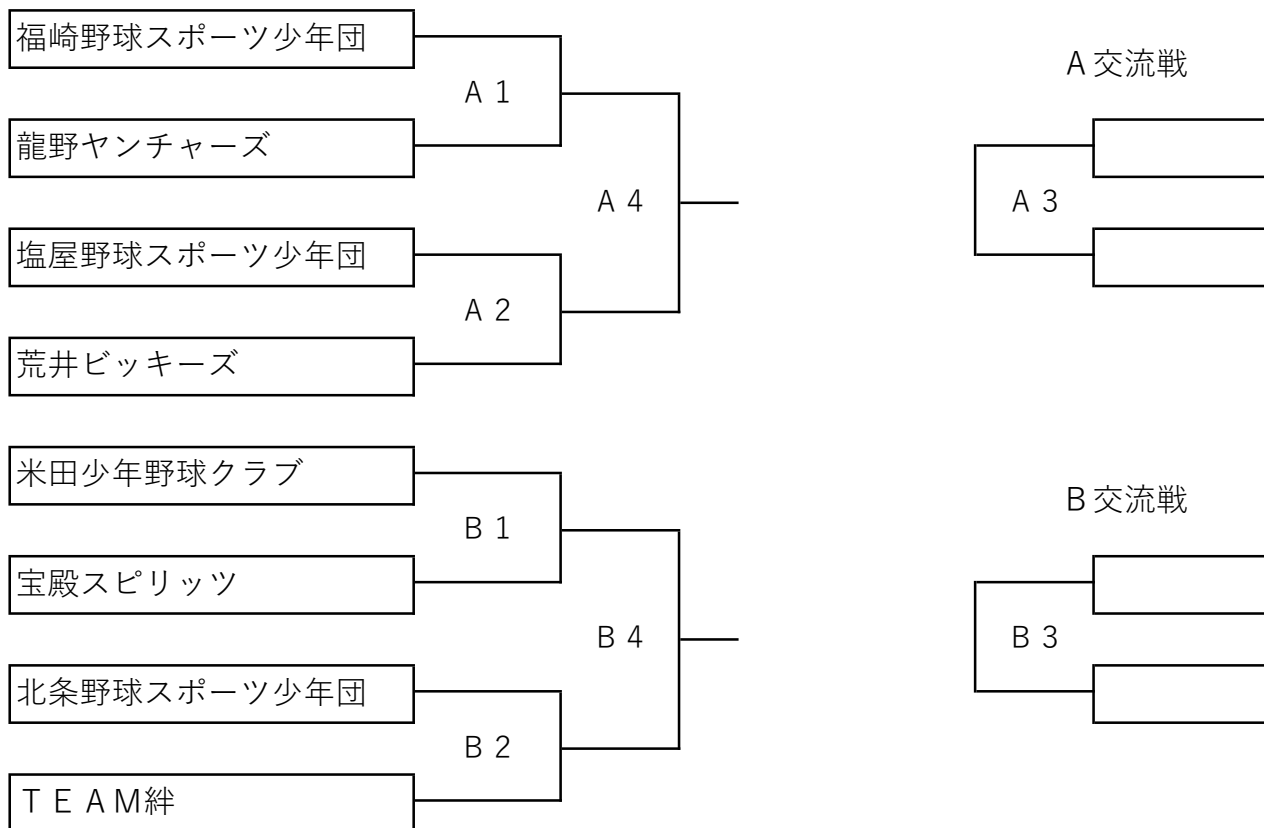 福崎野球スポーツ少年団
A 1
龍野ヤンチャーズ
A 4
塩屋野球スポーツ少年団
A 2
荒井ビッキーズ
米田少年野球クラブ
B 1
宝殿スピリッツ
B 4
北条野球スポーツ少年団
B 2
ＴＥＡＭ絆
A交流戦
A 3
B交流戦
B 3